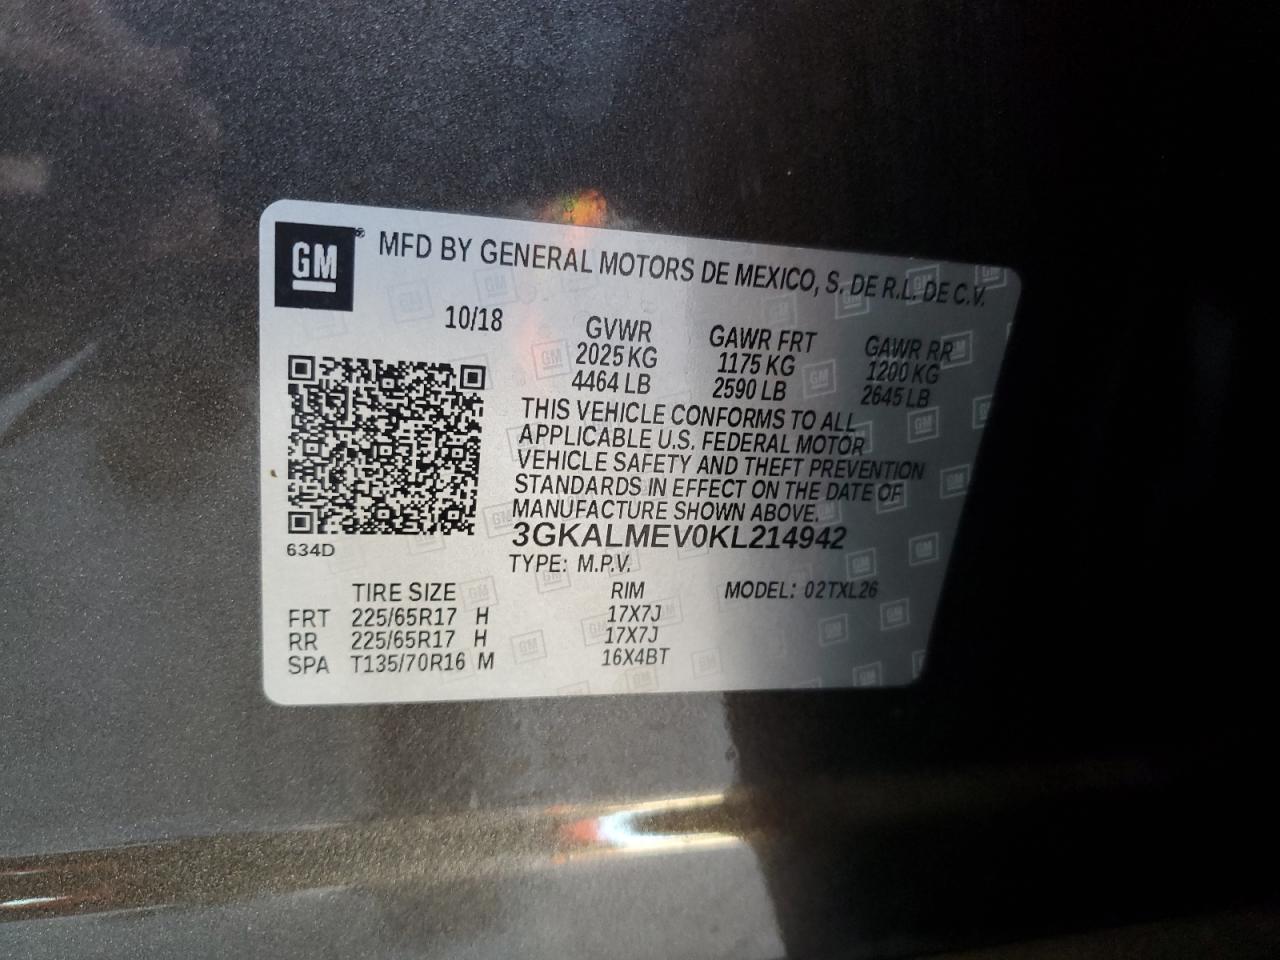 GM ® MFD BY GENERAL MOTORS DE MEXICO, S. DE R.L. DE C.V.
10/18
GVWR GAWR FRT GAWR RR
2025 KG 1175 KG 1200 KG
4464 LB 2590 LB 2645 LB
THIS VEHICLE CONFORMS TO ALL
APPLICABLE U.S. FEDERAL MOTOR
VEHICLE SAFETY AND THEFT PREVENTION
STANDARDS IN EFFECT ON THE DATE OF
MANUFACTURE SHOWN ABOVE.
3GKALMEV0KL214942
634D
TYPE: M.P.V.
TIRE SIZE RIM MODEL: 02TXL26
FRT 225/65R17 H 17X7J
RR 225/65R17 H 17X7J
SPA T135/70R16 M 16X4BT